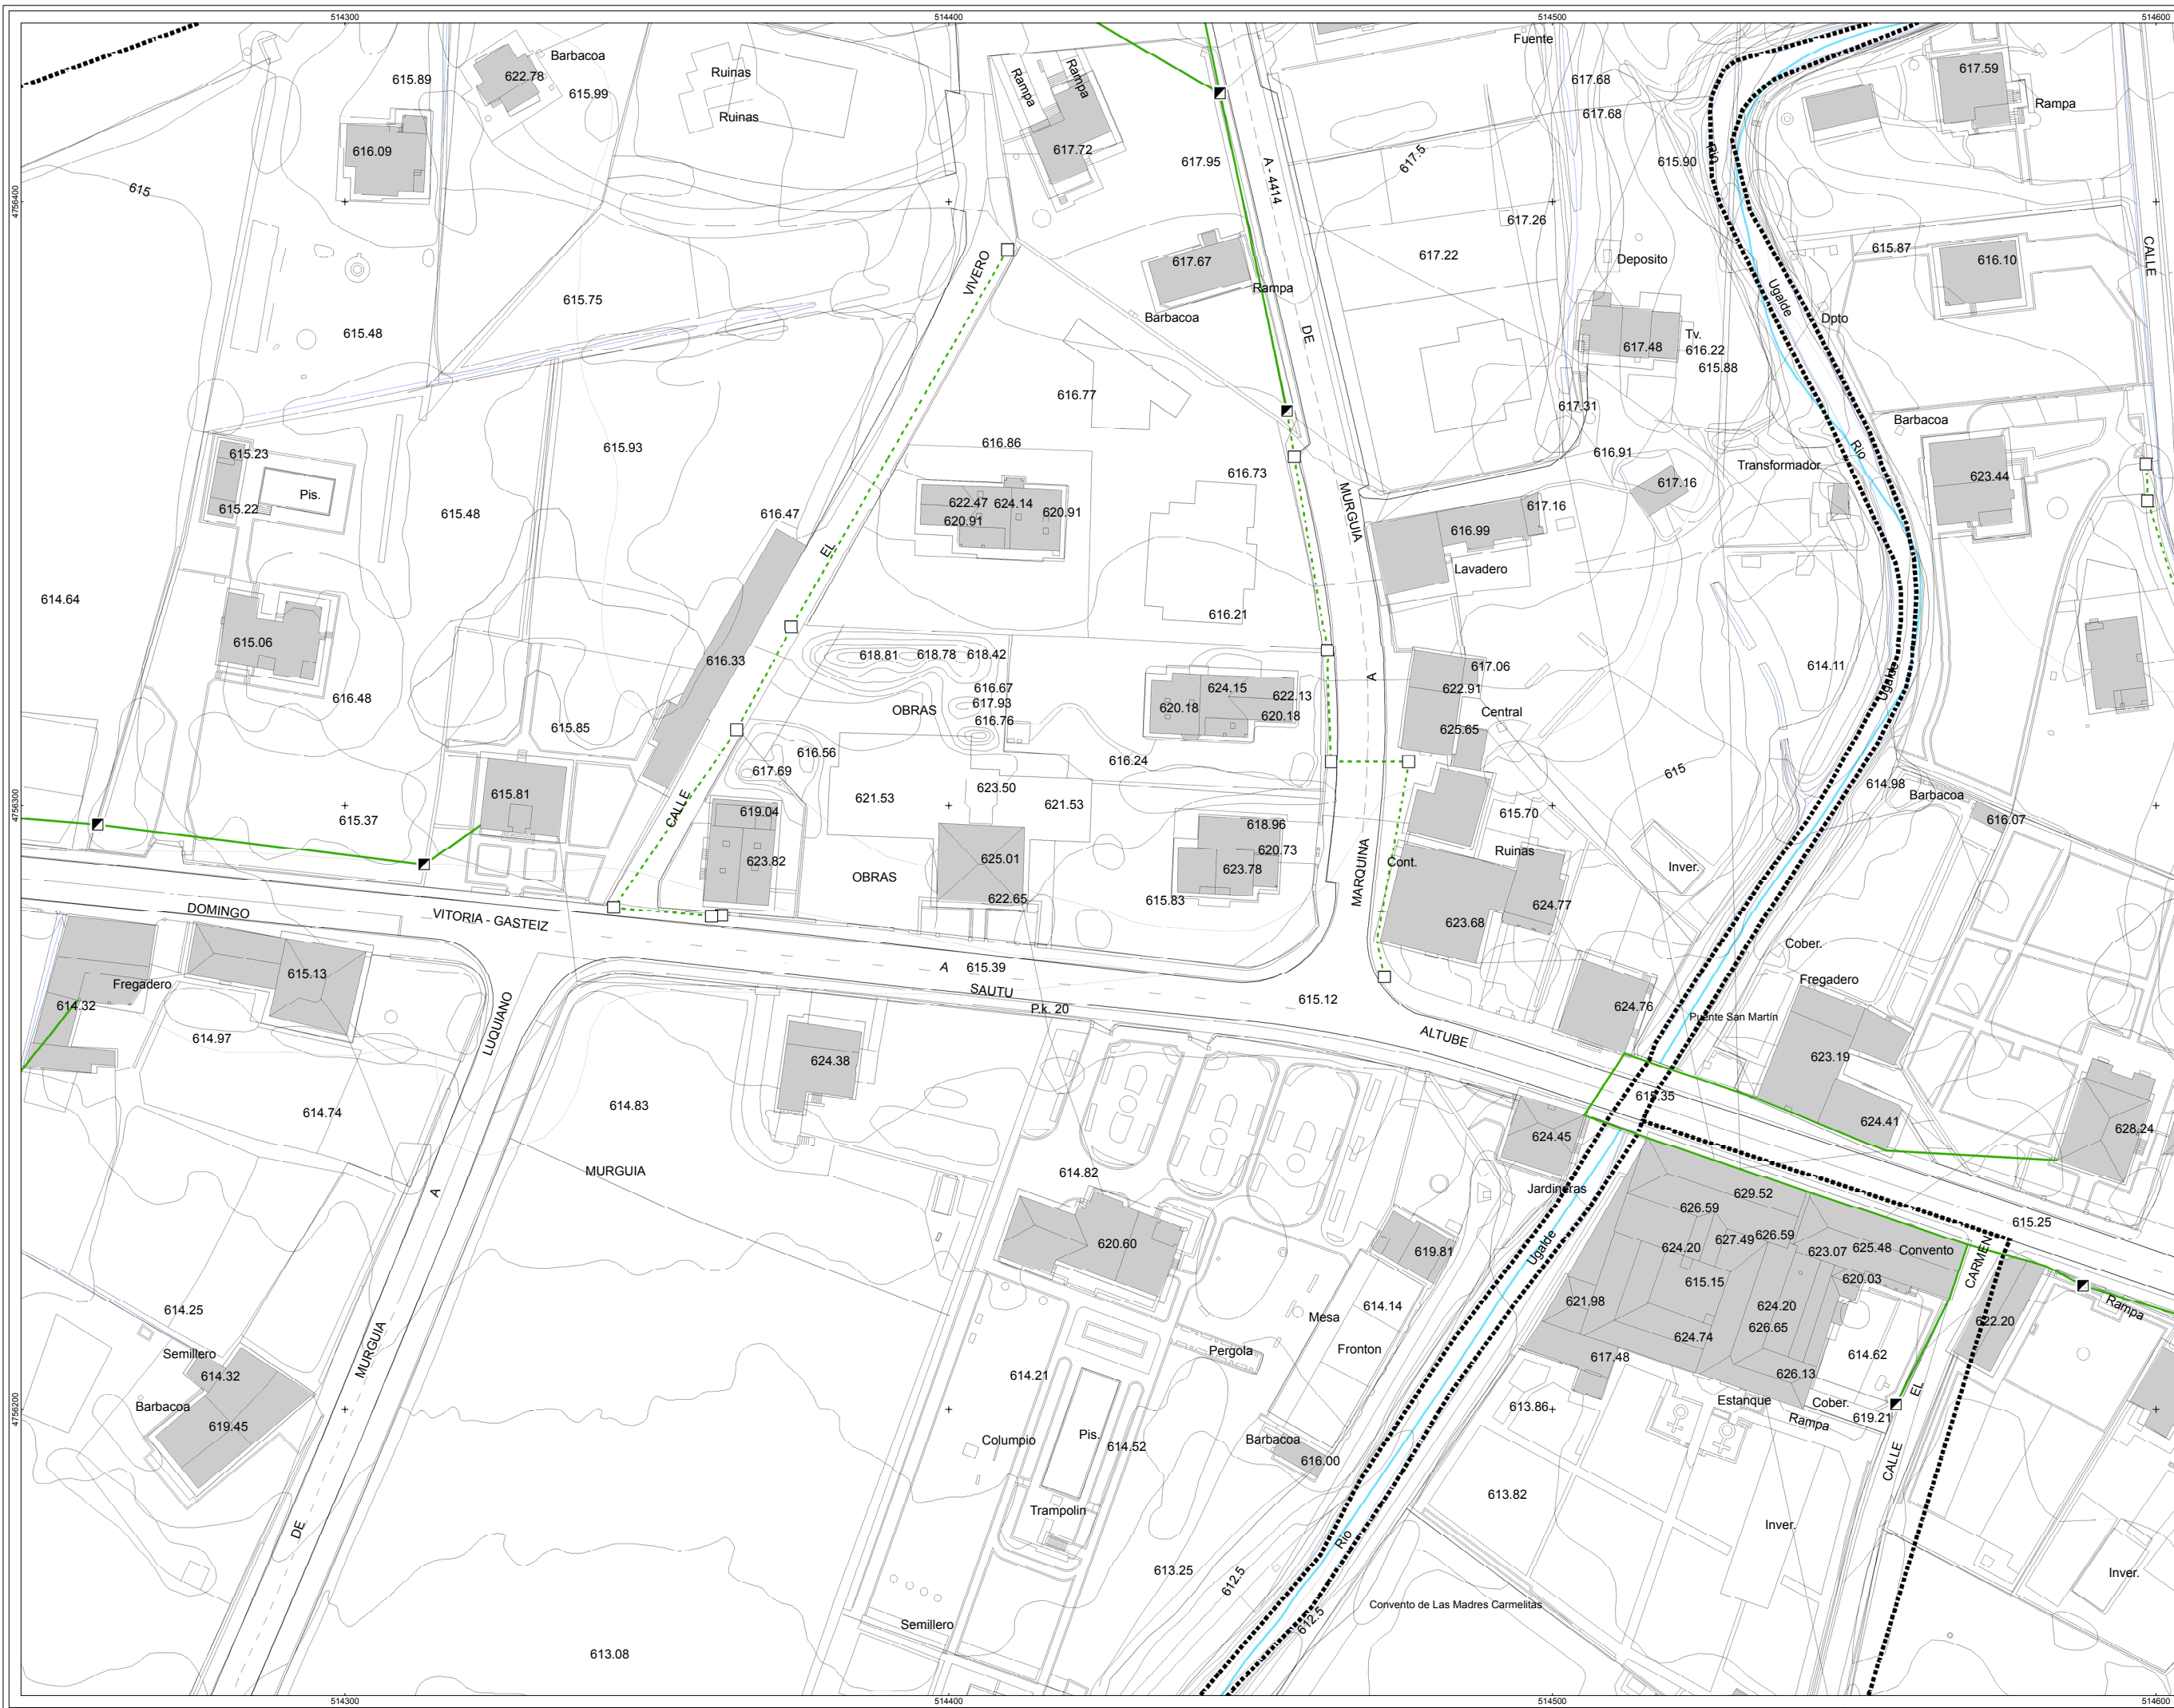 514300
514400
514500
514600
4756400
4756300
4756200
Barbacoa
622.78
615.89
615.99
Ruinas
Ruinas
616.09
615
Rampa
Rampa
617.72
617.95
A - 4414
Fuente
617.68
617.68
617.5
615.90
Rio
617.59
Rampa
617.26
617.22
Deposito
617.67
Rampa
Barbacoa
VIVERO
615.75
615.48
DE
Ugalde
Dpto
615.87
616.10
CALLE
617.48
Tv.
616.22
615.88
617.31
616.77
616.86
616.73
615.93
615.23
Pis.
615.22
615.48
616.47
EL
622.47
624.14
620.91
620.91
MURGUIA
616.91
617.16
617.16
616.99
Lavadero
Transformador
Rio
Barbacoa
623.44
614.64
615.06
616.48
616.33
615.85
616.21
618.81
618.78
618.42
616.67
617.93
616.76
OBRAS
616.56
617.69
624.15
622.13
620.18
620.18
616.24
A
617.06
622.91
Central
625.65
614.11
Ugalde
615
614.98
Barbacoa
616.07
615.81
615.37
CALLE
619.04
623.82
621.53
623.50
621.53
625.01
622.65
OBRAS
618.96
620.73
623.78
615.83
MARQUINA
Cont.
615.70
Ruinas
Inver.
624.77
623.68
DOMINGO
VITORIA - GASTEIZ
A
615.39
SAUTU
P.k. 20
615.12
ALTUBE
624.76
Puente San Martín
Cober.
Fregadero
623.19
624.41
628.24
Fregadero
614.32
615.13
614.97
LUQUIANO
614.74
614.83
624.38
MURGUIA
A
614.82
620.60
624.45
Jardineras
619.81
Ugalde
629.52
626.59
627.49
626.59
624.20
623.07
625.48
Convento
615.15
620.03
621.98
624.20
626.65
624.74
617.48
626.13
614.62
CARMEN
615.25
Rampa
622.20
614.25
Semillero
614.32
Barbacoa
619.45
MURGUIA
DE
614.21
Columpio
Pis.
614.52
Trampolin
Pergola
Mesa
614.14
Fronton
Barbacoa
616.00
613.86
Estanque
Rampa
Cober.
619.21
EL
CALLE
613.82
Inver.
Inver.
Rio
613.25
612.5
612.5
Convento de Las Madres Carmelitas
Semillero
613.08
514300
514400
514500
514600